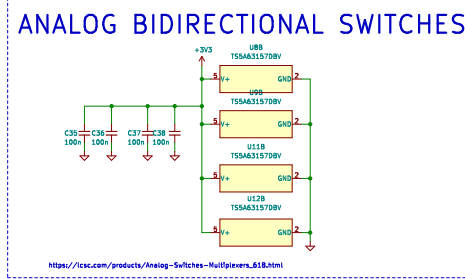 ANALOG BIDIRECTIONAL SWITCHES
U8B
+3V3
TS5A63157DBV
5 V+ GND 2
U9B
TS5A63157DBV
5 V+ GND 2
C35 C36 C37 C38
100n 100n 100n 100n
U11B
TS5A63157DBV
5 V+ GND 2
U12B
TS5A63157DBV
5 V+ GND 2
https://lcsc.com/products/Analog-Switches-Multiplexers_618.html